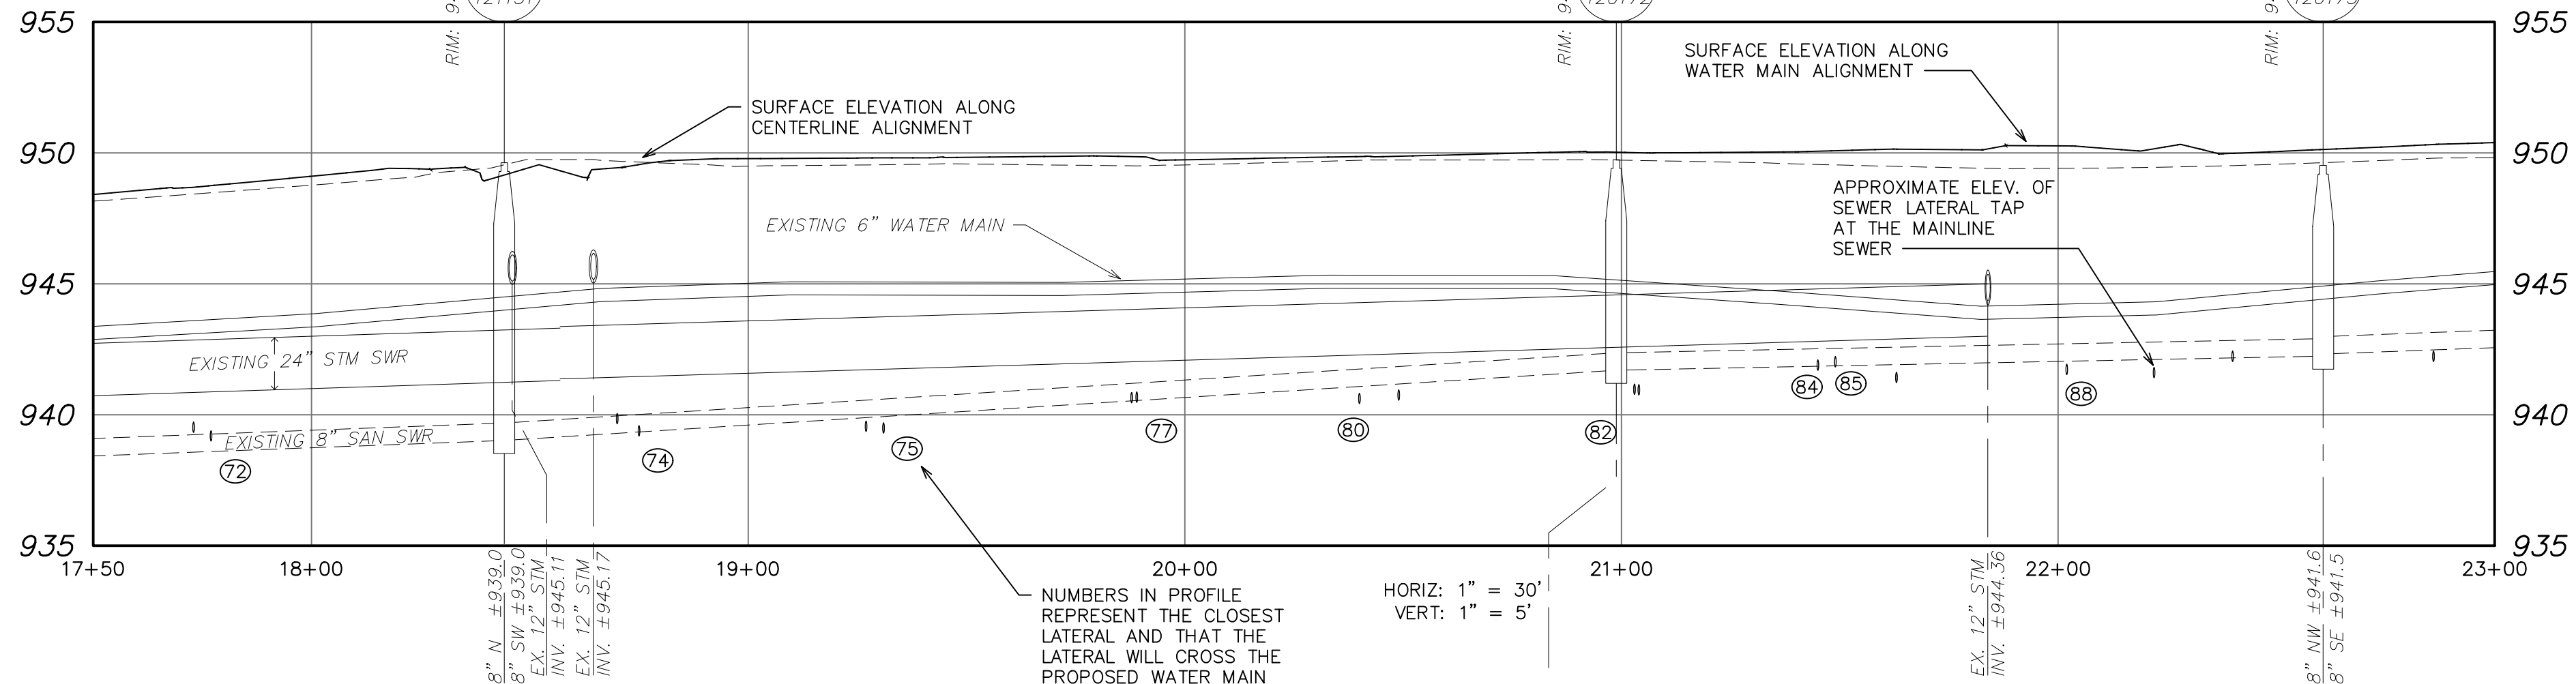 955
955
RIM:
RIM:
RIM:
SURFACE ELEVATION ALONG
WATER MAIN ALIGNMENT
SURFACE ELEVATION ALONG
CENTERLINE ALIGNMENT
950
950
APPROXIMATE ELEV. OF
SEWER LATERAL TAP
AT THE MAINLINE
SEWER
EXISTING 6" WATER MAIN
945
945
EXISTING 24" STM SWR
84
85
88
940
940
EXISTING 8" SAN SWR
72
74
75
77
80
82
935
935
17+50
18+00
19+00
20+00
21+00
22+00
23+00
8" N ±939.0
8" SW ±939.0
EX. 12" STM
INV. ±945.11
EX. 12" STM
INV. ±945.17
NUMBERS IN PROFILE
REPRESENT THE CLOSEST
LATERAL AND THAT THE
LATERAL WILL CROSS THE
PROPOSED WATER MAIN
HORIZ: 1" = 30'
VERT: 1" = 5'
EX. 12" STM
INV. ±944.36
8" NW ±941.6
8" SE ±941.5